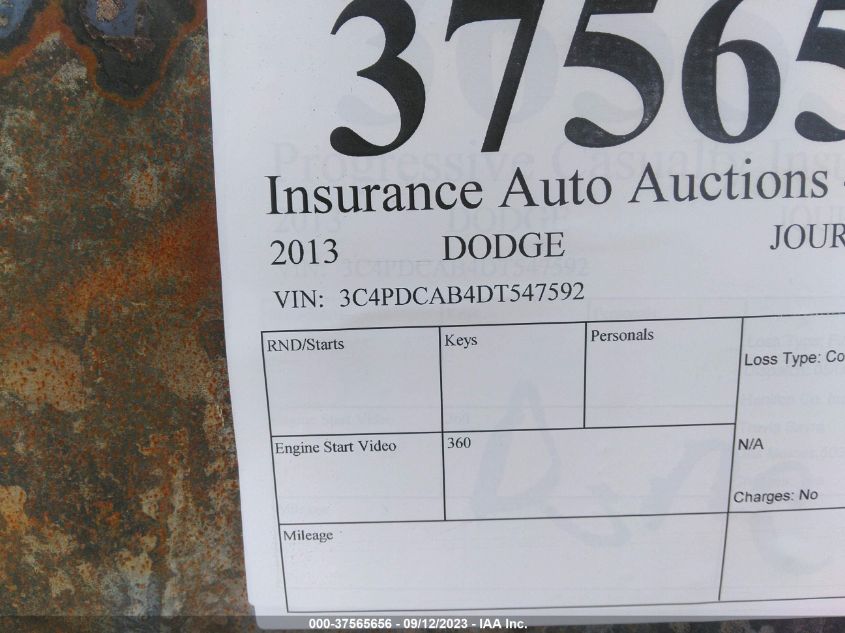 37565
Insurance Auto Auctions -
2013 DODGE JOUR
VIN: 3C4PDCAB4DT547592
RND/Starts Keys Personals
Loss Type: Co
Engine Start Video 360
N/A
Charges: No
Mileage
000-37565656 - 09/12/2023 - IAA Inc.